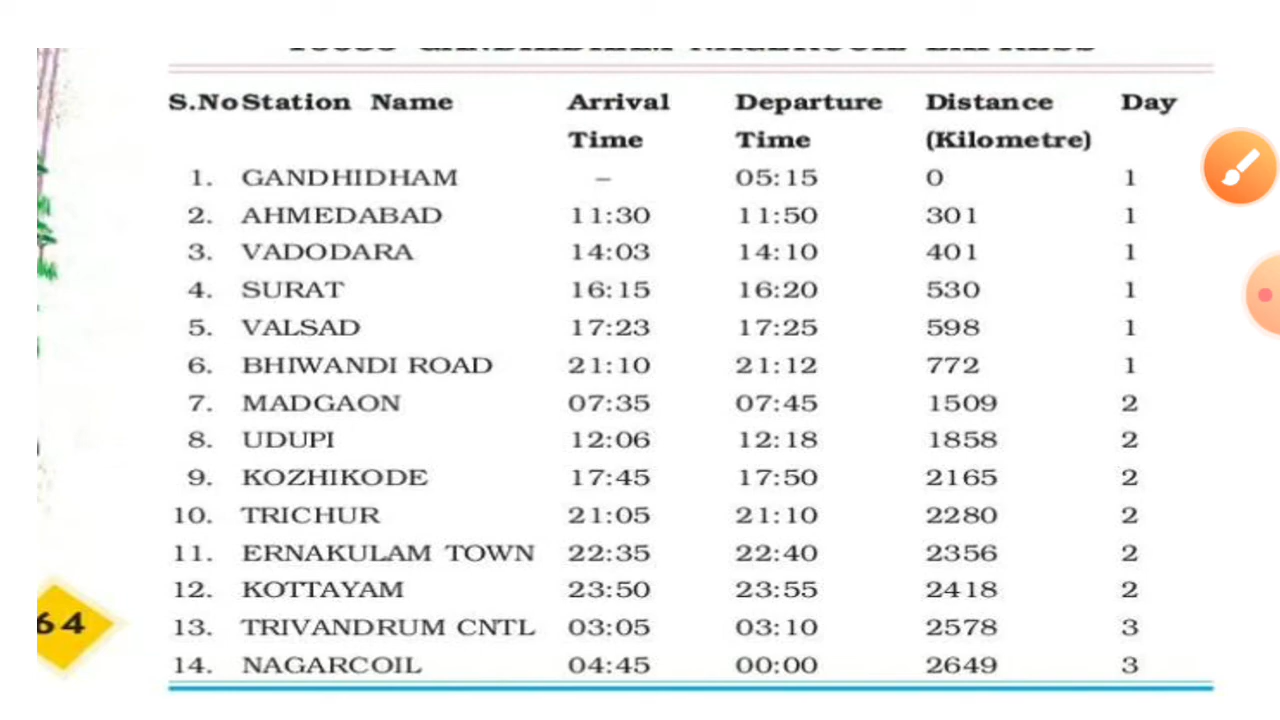 S.No Station Name Arrival Departure Distance Day
Time Time (Kilometre)
1. GANDHIDHAM – 05:15 0 1
2. AHMEDABAD 11:30 11:50 301 1
3. VADODARA 14:03 14:10 401 1
4. SURAT 16:15 16:20 530 1
5. VALSAD 17:23 17:25 598 1
6. BHIWANDI ROAD 21:10 21:12 772 1
7. MADGAON 07:35 07:45 1509 2
8. UDUPI 12:06 12:18 1858 2
9. KOZHIKODE 17:45 17:50 2165 2
10. TRICHUR 21:05 21:10 2280 2
11. ERNAKULAM TOWN 22:35 22:40 2356 2
12. KOTTAYAM 23:50 23:55 2418 2
13. TRIVANDRUM CNTL 03:05 03:10 2578 3
14. NAGARCOIL 04:45 00:00 2649 3
64